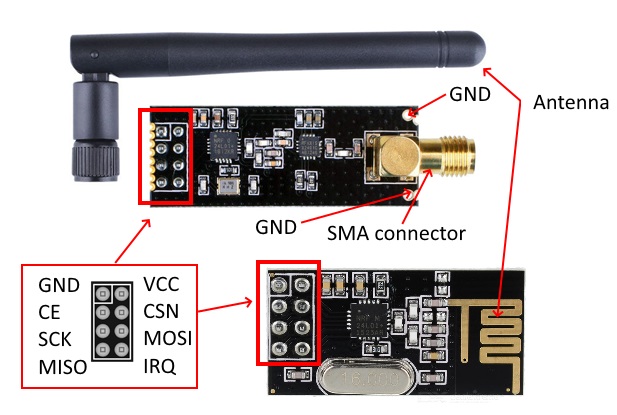 GND
Antenna
GND
SMA connector
GND VCC
CE CSN
SCK MOSI
MISO IRQ